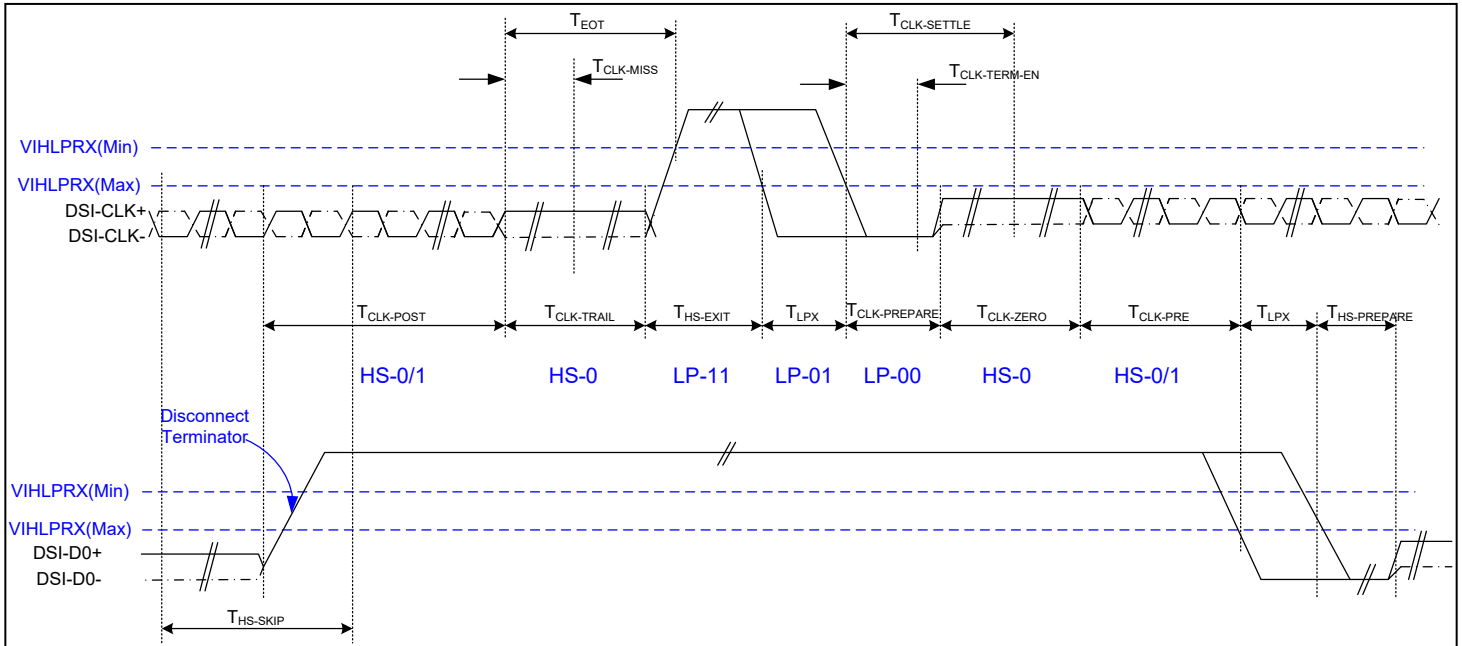 TEOT
TCLK-SETTLE
TCLK-MISS
TCLK-TERM-EN
VIHLPRX(Min)
VIHLPRX(Max)
DSI-CLK+
DSI-CLK-
TCLK-POST
TCLK-TRAIL
THS-EXIT
TLPX
TCLK-PREPARE
TCLK-ZERO
TCLK-PRE
TLPX
THS-PREPARE
HS-0/1
HS-0
LP-11
LP-01
LP-00
HS-0
HS-0/1
Disconnect
Terminator
VIHLPRX(Min)
VIHLPRX(Max)
DSI-D0+
DSI-D0-
THS-SKIP